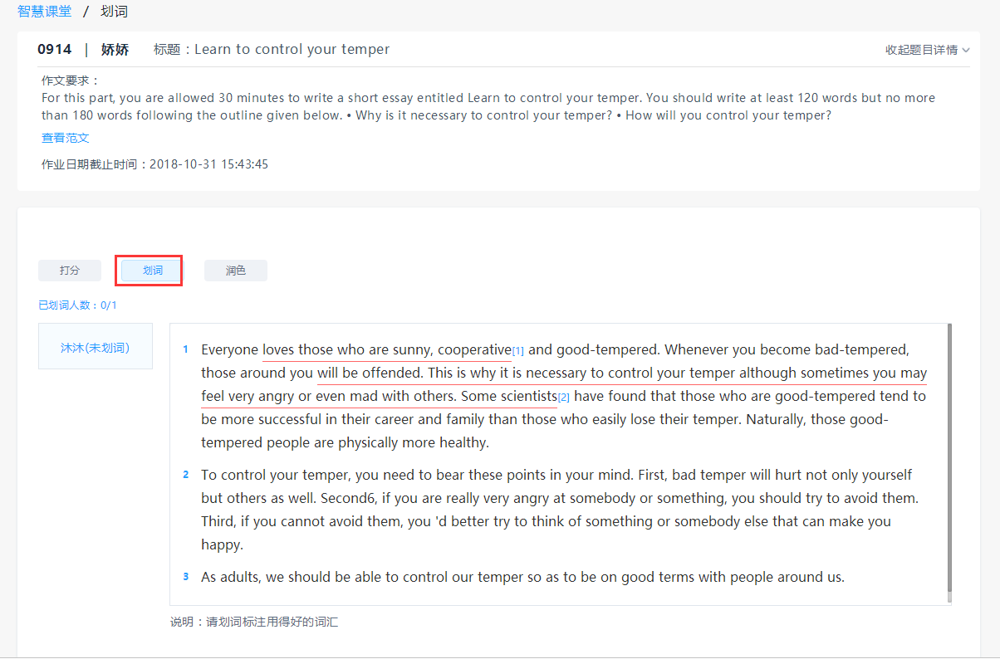 智慧课堂 / 划词
0914 | 娇娇 标题：Learn to control your temper 收起题目详情
作文要求：
For this part, you are allowed 30 minutes to write a short essay entitled Learn to control your temper. You should write at least 120 words but no more
than 180 words following the outline given below. • Why is it necessary to control your temper? • How will you control your temper?
查看范文
作业日期截止时间：2018-10-31 15:43:45
打分 划词 润色
已划词人数：0/1
沐沐(未划词)
1 Everyone loves those who are sunny, cooperative[1] and good-tempered. Whenever you become bad-tempered,
those around you will be offended. This is why it is necessary to control your temper although sometimes you may
feel very angry or even mad with others. Some scientists[2] have found that those who are good-tempered tend to
be more successful in their career and family than those who easily lose their temper. Naturally, those good-
tempered people are physically more healthy.
2 To control your temper, you need to bear these points in your mind. First, bad temper will hurt not only yourself
but others as well. Second6, if you are really very angry at somebody or something, you should try to avoid them.
Third, if you cannot avoid them, you 'd better try to think of something or somebody else that can make you
happy.
3 As adults, we should be able to control our temper so as to be on good terms with people around us.
说明：请划词标注用得好的词汇